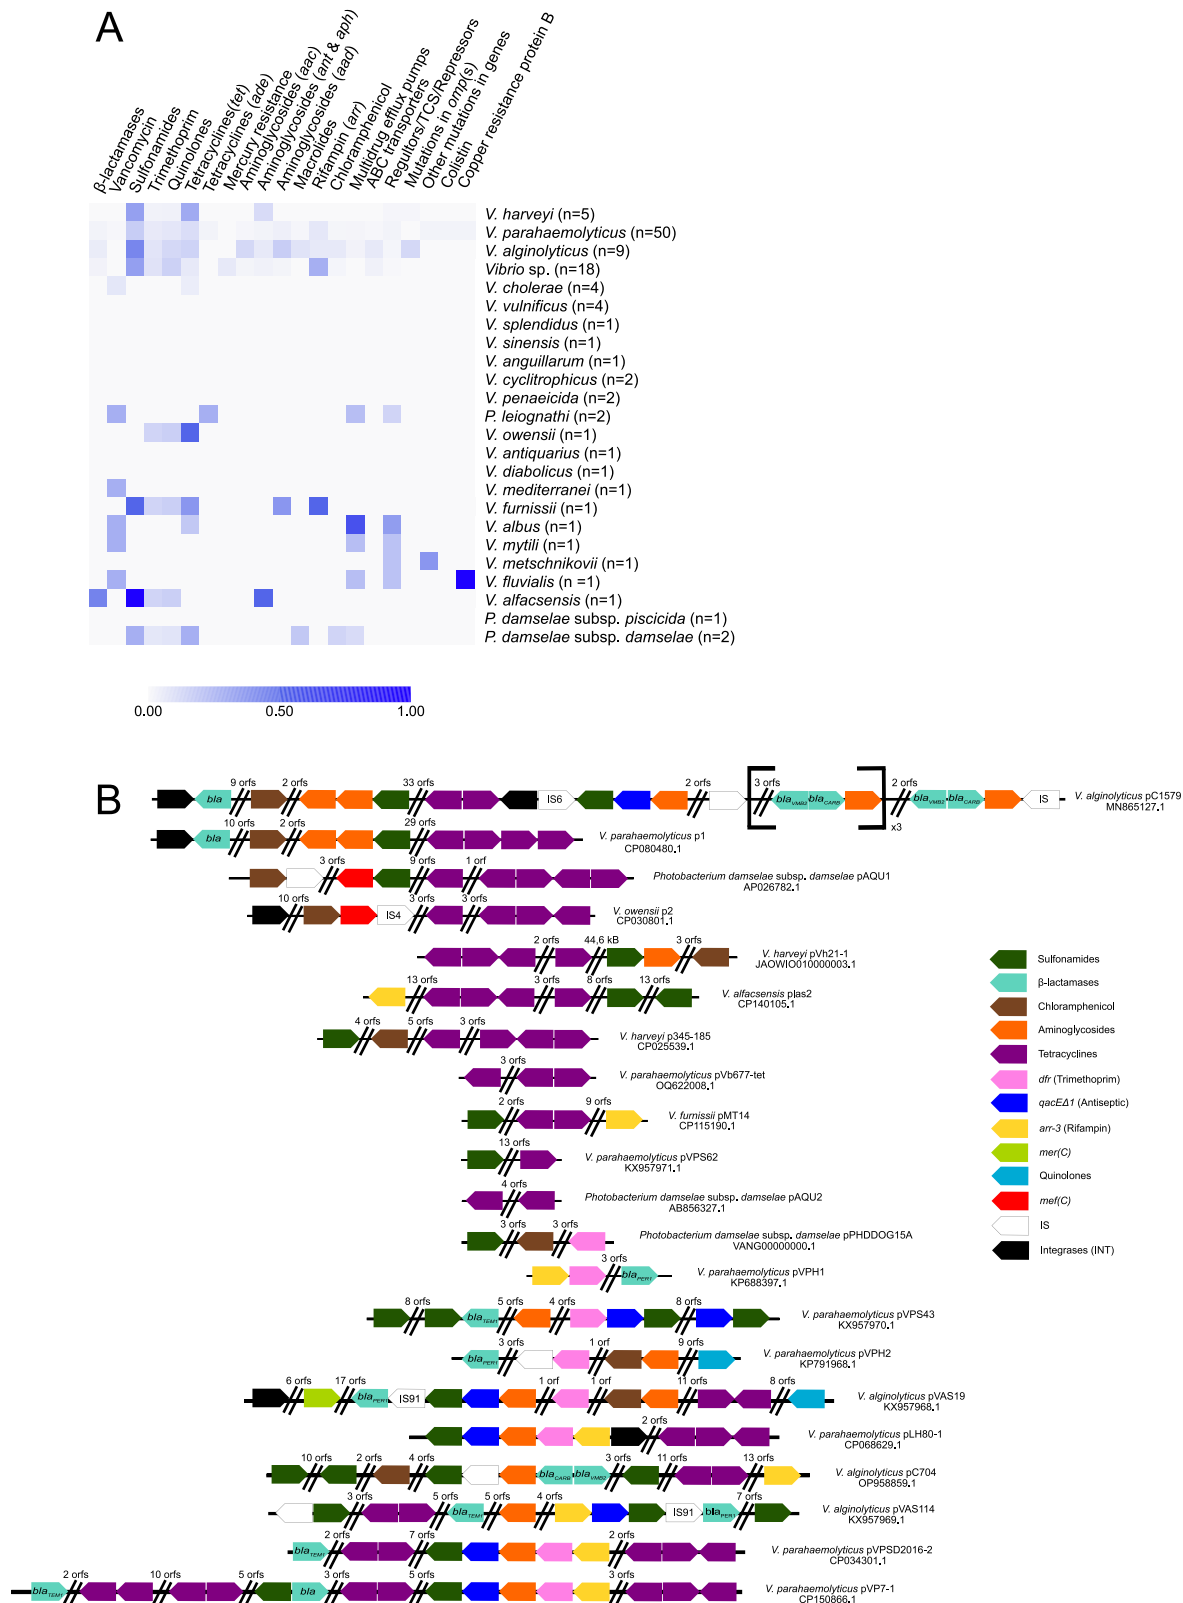 A
β-lactamases
Vancomycin
Sulfonamides
Trimethoprim
Quinolones
Tetracyclines(tet)
Tetracyclines (ade)
Mercury resistance
Aminoglycosides (aac)
Aminoglycosides (ant & aph)
Aminoglycosides (aad)
Macrolides
Rifampin (arr)
Chloramphenicol
Multidrug efflux pumps
ABC transporters
Regultors/TCS/Repressors
Mutations in omp(s)
Other mutations in genes
Colistin
Copper resistance protein B
V. harveyi (n=5)
V. parahaemolyticus (n=50)
V. alginolyticus (n=9)
Vibrio sp. (n=18)
V. cholerae (n=4)
V. vulnificus (n=4)
V. splendidus (n=1)
V. sinensis (n=1)
V. anguillarum (n=1)
V. cyclitrophicus (n=2)
V. penaeicida (n=2)
P. leiognathi (n=2)
V. owensii (n=1)
V. antiquarius (n=1)
V. diabolicus (n=1)
V. mediterranei (n=1)
V. furnissii (n=1)
V. albus (n=1)
V. mytili (n=1)
V. metschnikovii (n=1)
V. fluvialis (n =1)
V. alfacsensis (n=1)
P. damselae subsp. piscicida (n=1)
P. damselae subsp. damselae (n=2)
0.00 0.50 1.00
B
9 orfs 2 orfs 33 orfs 2 orfs 3 orfs 2 orfs
bla IS6 blaVMB2 blaCARB blaVMB2 blaCARB IS
x3
V. alginolyticus pC1579
MN865127.1
10 orfs 2 orfs 29 orfs
bla
V. parahaemolyticus p1
CP080480.1
3 orfs 9 orfs 1 orf
Photobacterium damselae subsp. damselae pAQU1
AP026782.1
10 orfs 3 orfs 3 orfs
IS4
V. owensii p2
CP030801.1
2 orfs 44,6 kB 3 orfs
V. harveyi pVh21-1
JAOWIO010000003.1
13 orfs 3 orfs 8 orfs 13 orfs
V. alfacsensis plas2
CP140105.1
4 orfs 5 orfs 3 orfs
V. harveyi p345-185
CP025539.1
3 orfs
V. parahaemolyticus pVb677-tet
OQ622008.1
2 orfs 9 orfs
V. furnissii pMT14
CP115190.1
13 orfs
V. parahaemolyticus pVPS62
KX957971.1
4 orfs
Photobacterium damselae subsp. damselae pAQU2
AB856327.1
3 orfs 3 orfs
Photobacterium damselae subsp. damselae pPHDDOG15A
VANG00000000.1
3 orfs
blaPER1
V. parahaemolyticus pVPH1
KP688397.1
8 orfs 5 orfs 4 orfs 8 orfs
blaTEM1
V. parahaemolyticus pVPS43
KX957970.1
3 orfs 1 orf 9 orfs
blaPER1
V. parahaemolyticus pVPH2
KP791968.1
6 orfs 17 orfs 1 orf 1 orf 11 orfs 8 orfs
blaPER1 IS91
V. alginolyticus pVAS19
KX957968.1
2 orfs
V. parahaemolyticus pLH80-1
CP068629.1
10 orfs 2 orfs 4 orfs 3 orfs 11 orfs 13 orfs
blaCARB blaVMB2
V. alginolyticus pC704
OP958859.1
3 orfs 5 orfs 5 orfs 4 orfs 7 orfs
blaTEM1 IS91 blaPER1
V. alginolyticus pVAS114
KX957969.1
2 orfs 7 orfs 2 orfs
blaTEM1
V. parahaemolyticus pVPSD2016-2
CP034301.1
2 orfs 10 orfs 5 orfs 3 orfs 5 orfs 3 orfs
blaTEM1 bla
V. parahaemolyticus pVP7-1
CP150866.1
Sulfonamides
β-lactamases
Chloramphenicol
Aminoglycosides
Tetracyclines
dfr (Trimethoprim)
qacEΔ1 (Antiseptic)
arr-3 (Rifampin)
mer(C)
Quinolones
mef(C)
IS
Integrases (INT)